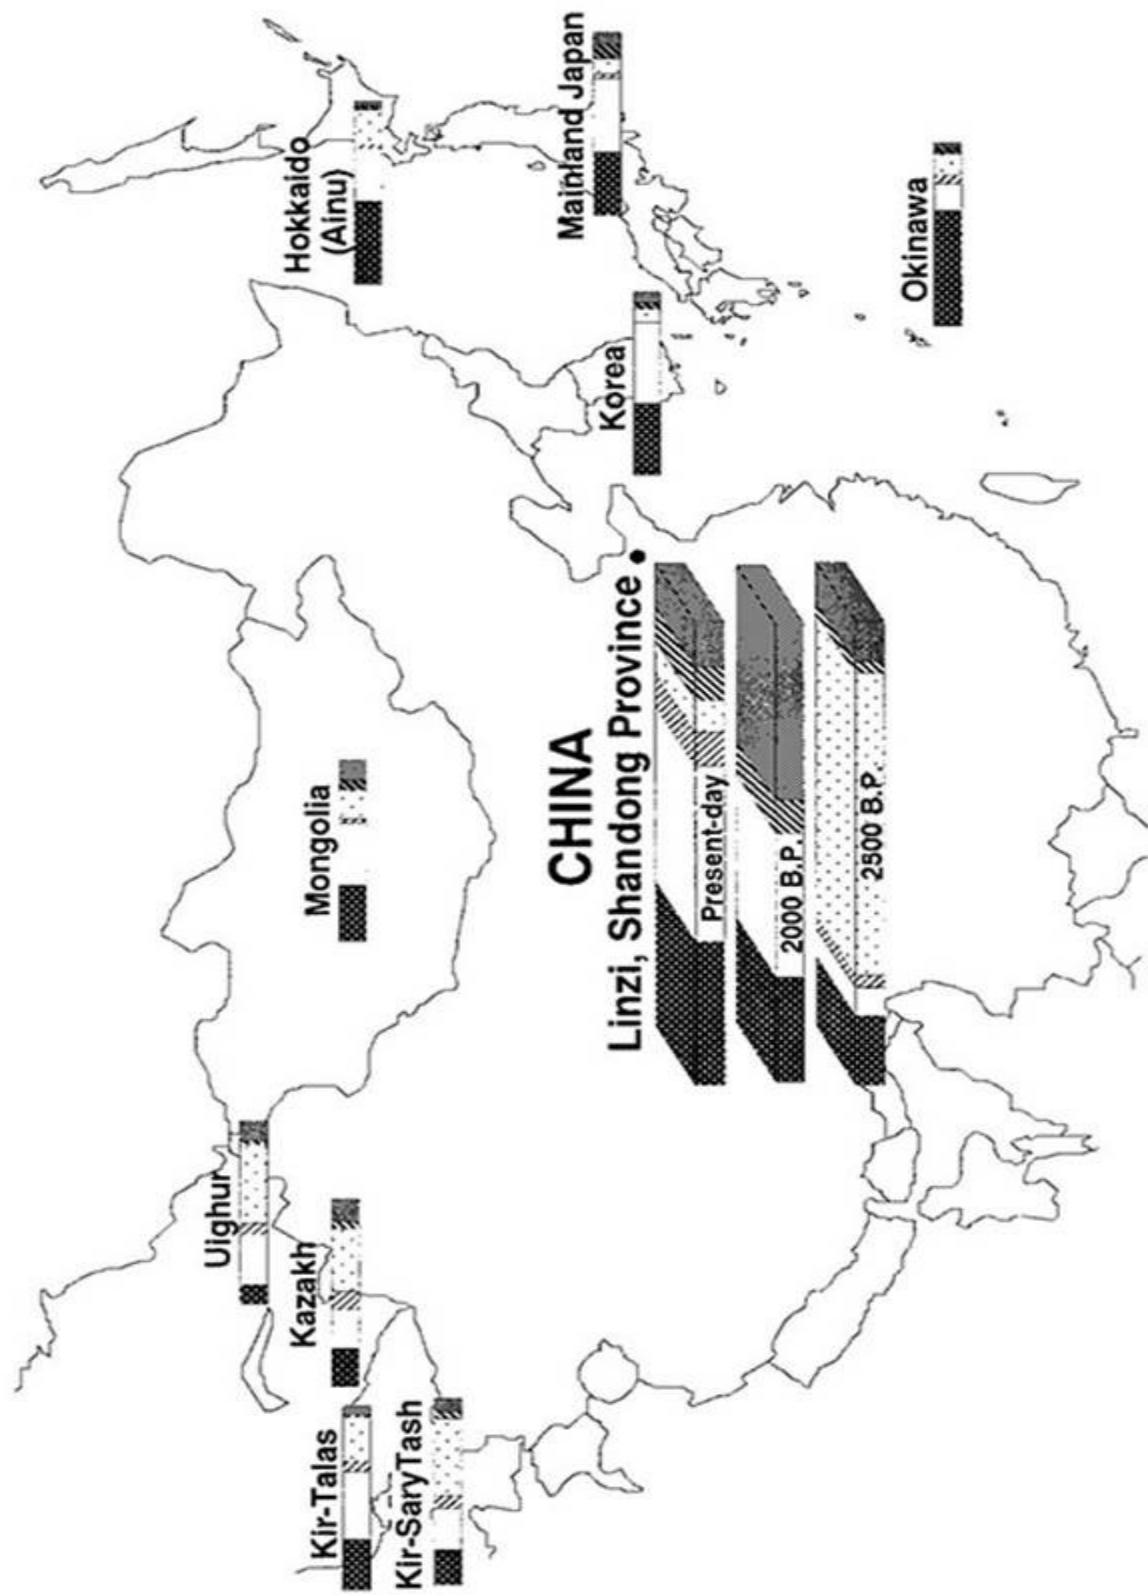 Hokkaido
(Ainu)
Mainland Japan
Okinawa
Korea
Mongolia
CHINA
Linzi, Shandong Province
Present-day
2000 B.P.
2500 B.P.
Uighur
Kazakh
Kir-Talas
Kir-SaryTash